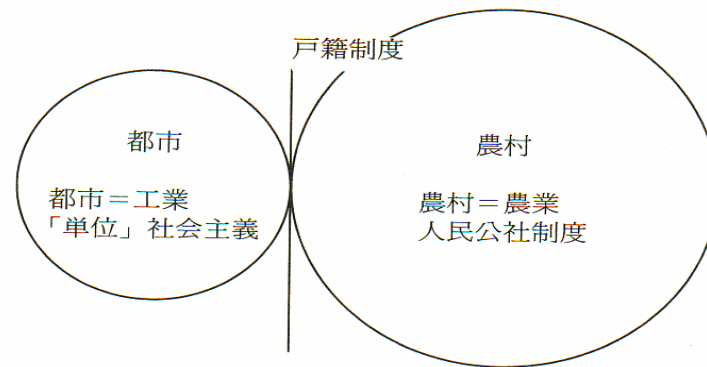 戸籍制度
都市
都市＝工業
「単位」社会主義
農村
農村＝農業
人民公社制度